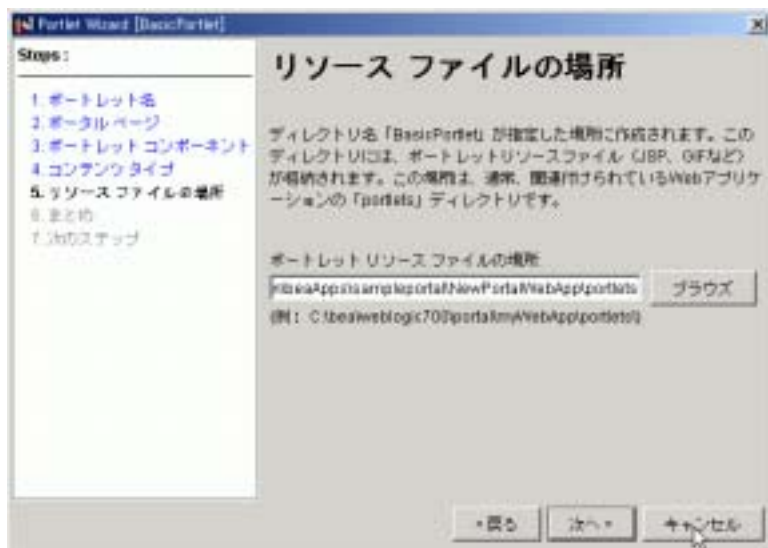 Portlet Wizard [BasicPortlet]
Steps :
1. ポートレット名
2. ポータル ページ
3. ポートレット コンポーネント
4. コンテンツ タイプ
5. リソース ファイルの場所
6. まとめ
7. 次のステップ
リソース ファイルの場所
ディレクトリ名「BasicPortlet」が指定した場所に作成されます。この
ディレクトリには、ポートレットリソースファイル (JSP、GIFなど)
が格納されます。この場所は、通常、関連付けられているWebアプリケ
ーションの「portlets」ディレクトリです。
ポートレット リソース ファイルの場所
\beaApps\sampleportal\NewPortalWebApp\portlets
ブラウズ
(例: C:\bea\weblogic700\portal\myWebApp\portlets\)
戻る
次へ
キャンセル